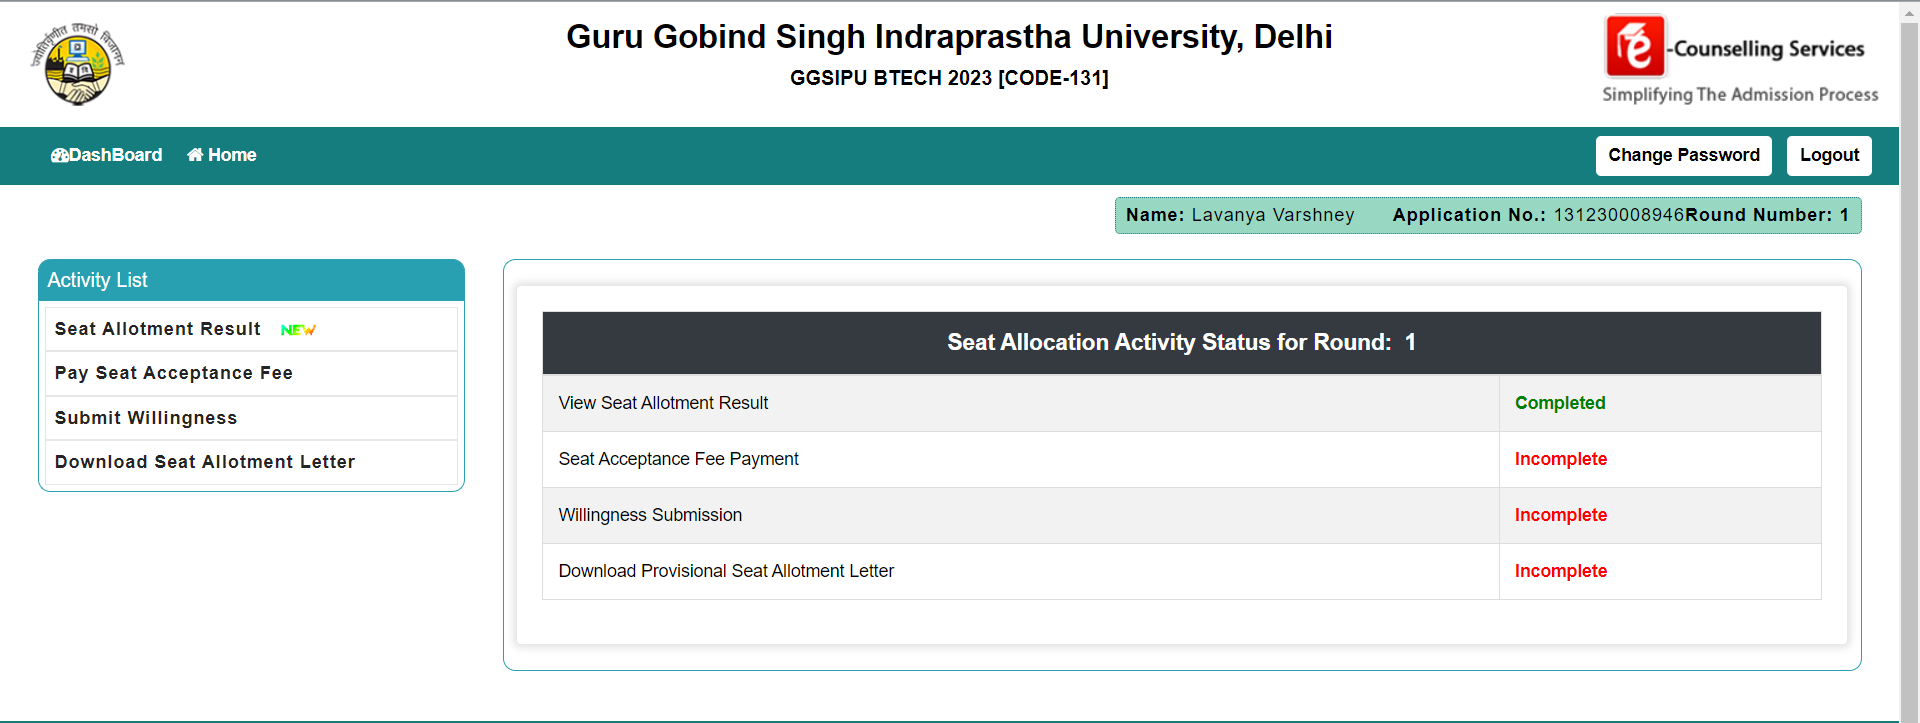 ज्योतिर्वृणीत तमसो विजानन
Guru Gobind Singh Indraprastha University, Delhi
GGSIPU BTECH 2023 [CODE-131]
e-Counselling Services
Simplifying The Admission Process
DashBoard Home Change Password Logout
Name: Lavanya Varshney Application No.: 131230008946Round Number: 1
Activity List
Seat Allotment Result NEW
Pay Seat Acceptance Fee
Submit Willingness
Download Seat Allotment Letter
Seat Allocation Activity Status for Round: 1
View Seat Allotment Result Completed
Seat Acceptance Fee Payment Incomplete
Willingness Submission Incomplete
Download Provisional Seat Allotment Letter Incomplete